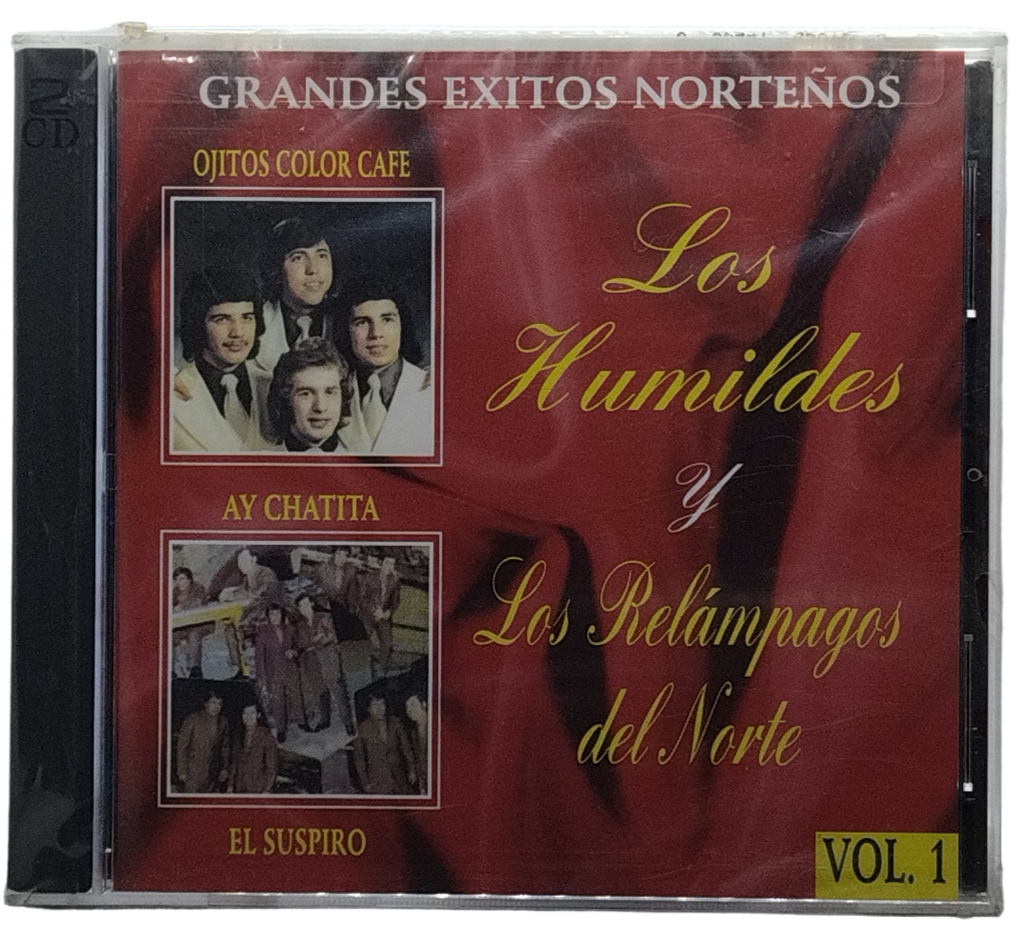 2
CD
GRANDES EXITOS NORTEÑOS
OJITOS COLOR CAFE
Los
Humildes
AY CHATITA
y
Los Relámpagos
del Norte
EL SUSPIRO
VOL. 1